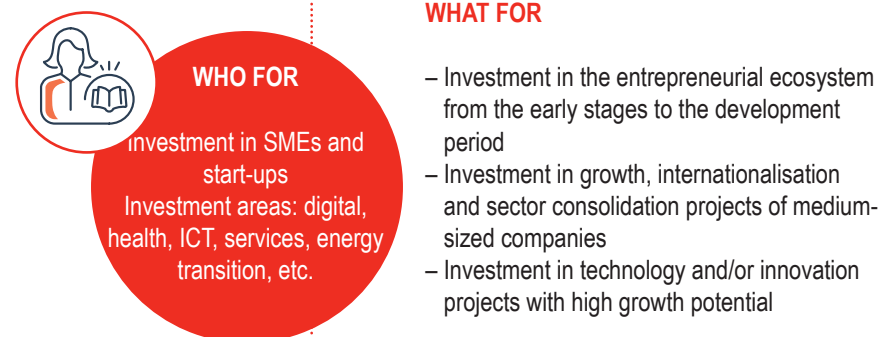 WHO FOR
Investment in SMEs and
start-ups
Investment areas: digital,
health, ICT, services, energy
transition, etc.
WHAT FOR
– Investment in the entrepreneurial ecosystem
from the early stages to the development
period
– Investment in growth, internationalisation
and sector consolidation projects of medium-
sized companies
– Investment in technology and/or innovation
projects with high growth potential